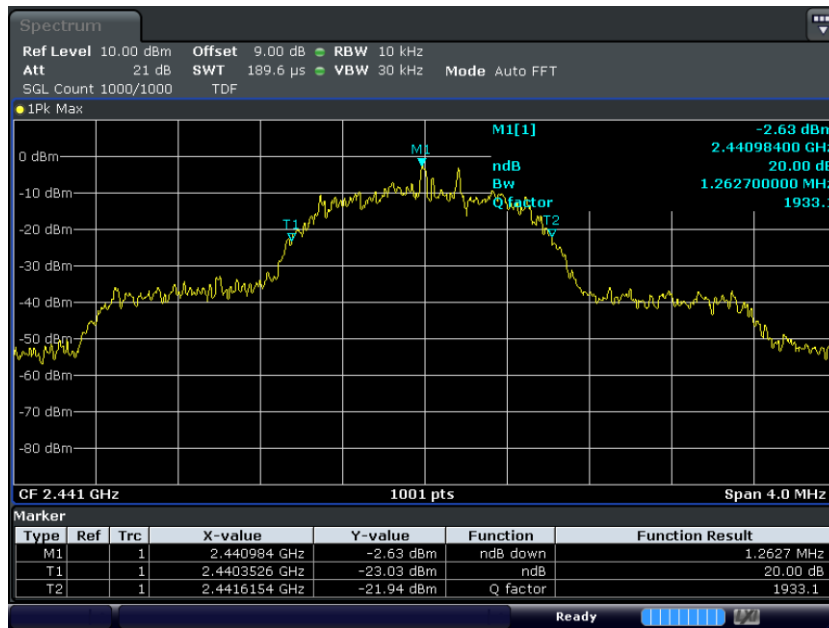 Spectrum
Ref Level 10.00 dBm Offset 9.00 dB RBW 10 kHz
Att 21 dB SWT 189.6 µs VBW 30 kHz Mode Auto FFT
SGL Count 1000/1000 TDF
1Pk Max
M1[1] -2.63 dBm
2.44098400 GHz
ndB 20.00 dB
Bw 1.262700000 MHz
Q factor 1933.1
M1
T1
T2
0 dBm
-10 dBm
-20 dBm
-30 dBm
-40 dBm
-50 dBm
-60 dBm
-70 dBm
-80 dBm
CF 2.441 GHz 1001 pts Span 4.0 MHz
Marker
Type Ref Trc X-value Y-value Function Function Result
M1 1 2.440984 GHz -2.63 dBm ndB down 1.2627 MHz
T1 1 2.4403526 GHz -23.03 dBm ndB 20.00 dB
T2 1 2.4416154 GHz -21.94 dBm Q factor 1933.1
Ready